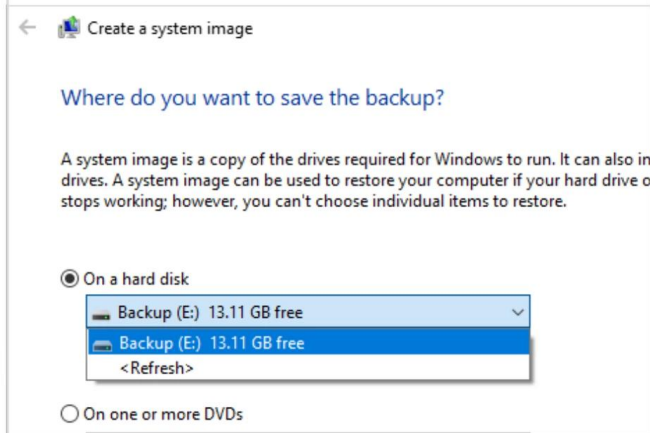 Create a system image
Where do you want to save the backup?
A system image is a copy of the drives required for Windows to run. It can also in
drives. A system image can be used to restore your computer if your hard drive o
stops working; however, you can't choose individual items to restore.
On a hard disk
Backup (E:) 13.11 GB free
Backup (E:) 13.11 GB free
<Refresh>
On one or more DVDs